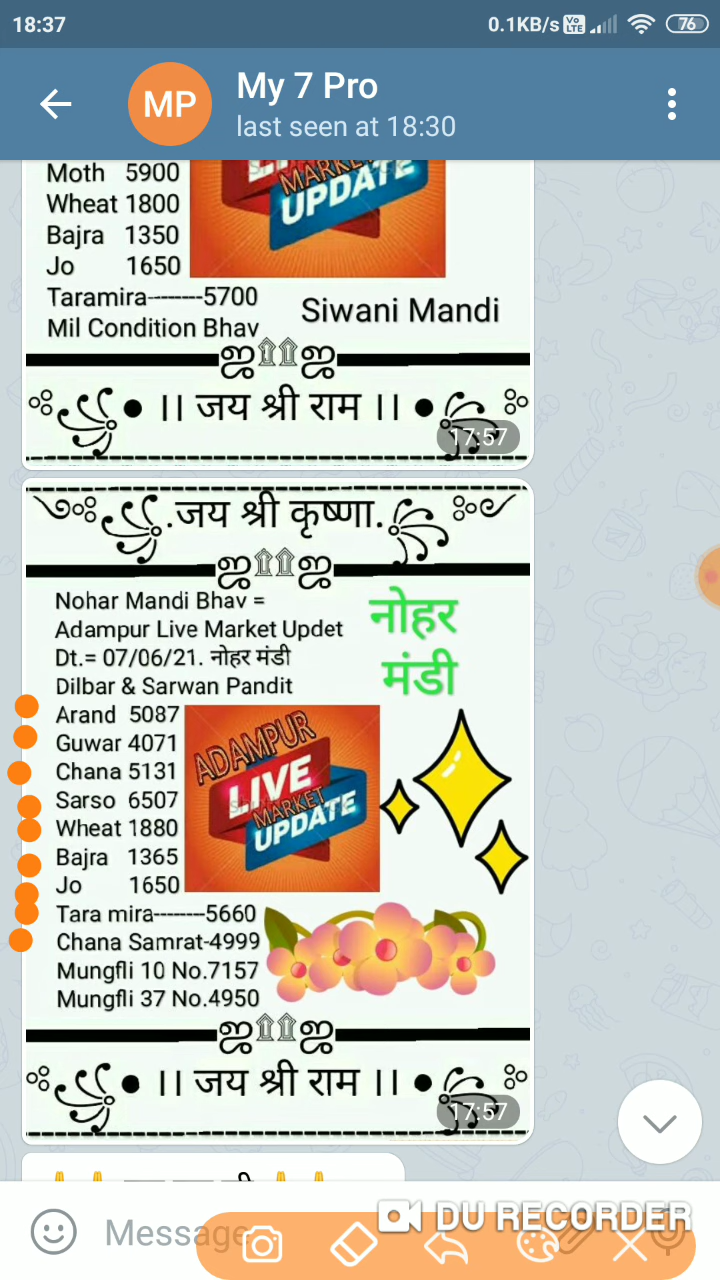 18:37
0.1KB/s Vo LTE 76
MP My 7 Pro
last seen at 18:30
Moth 5900
Wheat 1800
Bajra 1350
Jo 1650
Taramira--------5700
Mil Condition Bhav
MARKET
UPDATE
Siwani Mandi
।। जय श्री राम ।।
17:57
.जय श्री कृष्णा.
Nohar Mandi Bhav =
Adampur Live Market Updet
Dt.= 07/06/21. नोहर मंडी
Dilbar & Sarwan Pandit
नोहर
मंडी
Arand 5087
Guwar 4071
Chana 5131
Sarso 6507
Wheat 1880
Bajra 1365
Jo 1650
Tara mira--------5660
Chana Samrat-4999
Mungfli 10 No.7157
Mungfli 37 No.4950
ADAMPUR
LIVE
MARKET
UPDATE
।। जय श्री राम ।।
17:57
Message
DU RECORDER